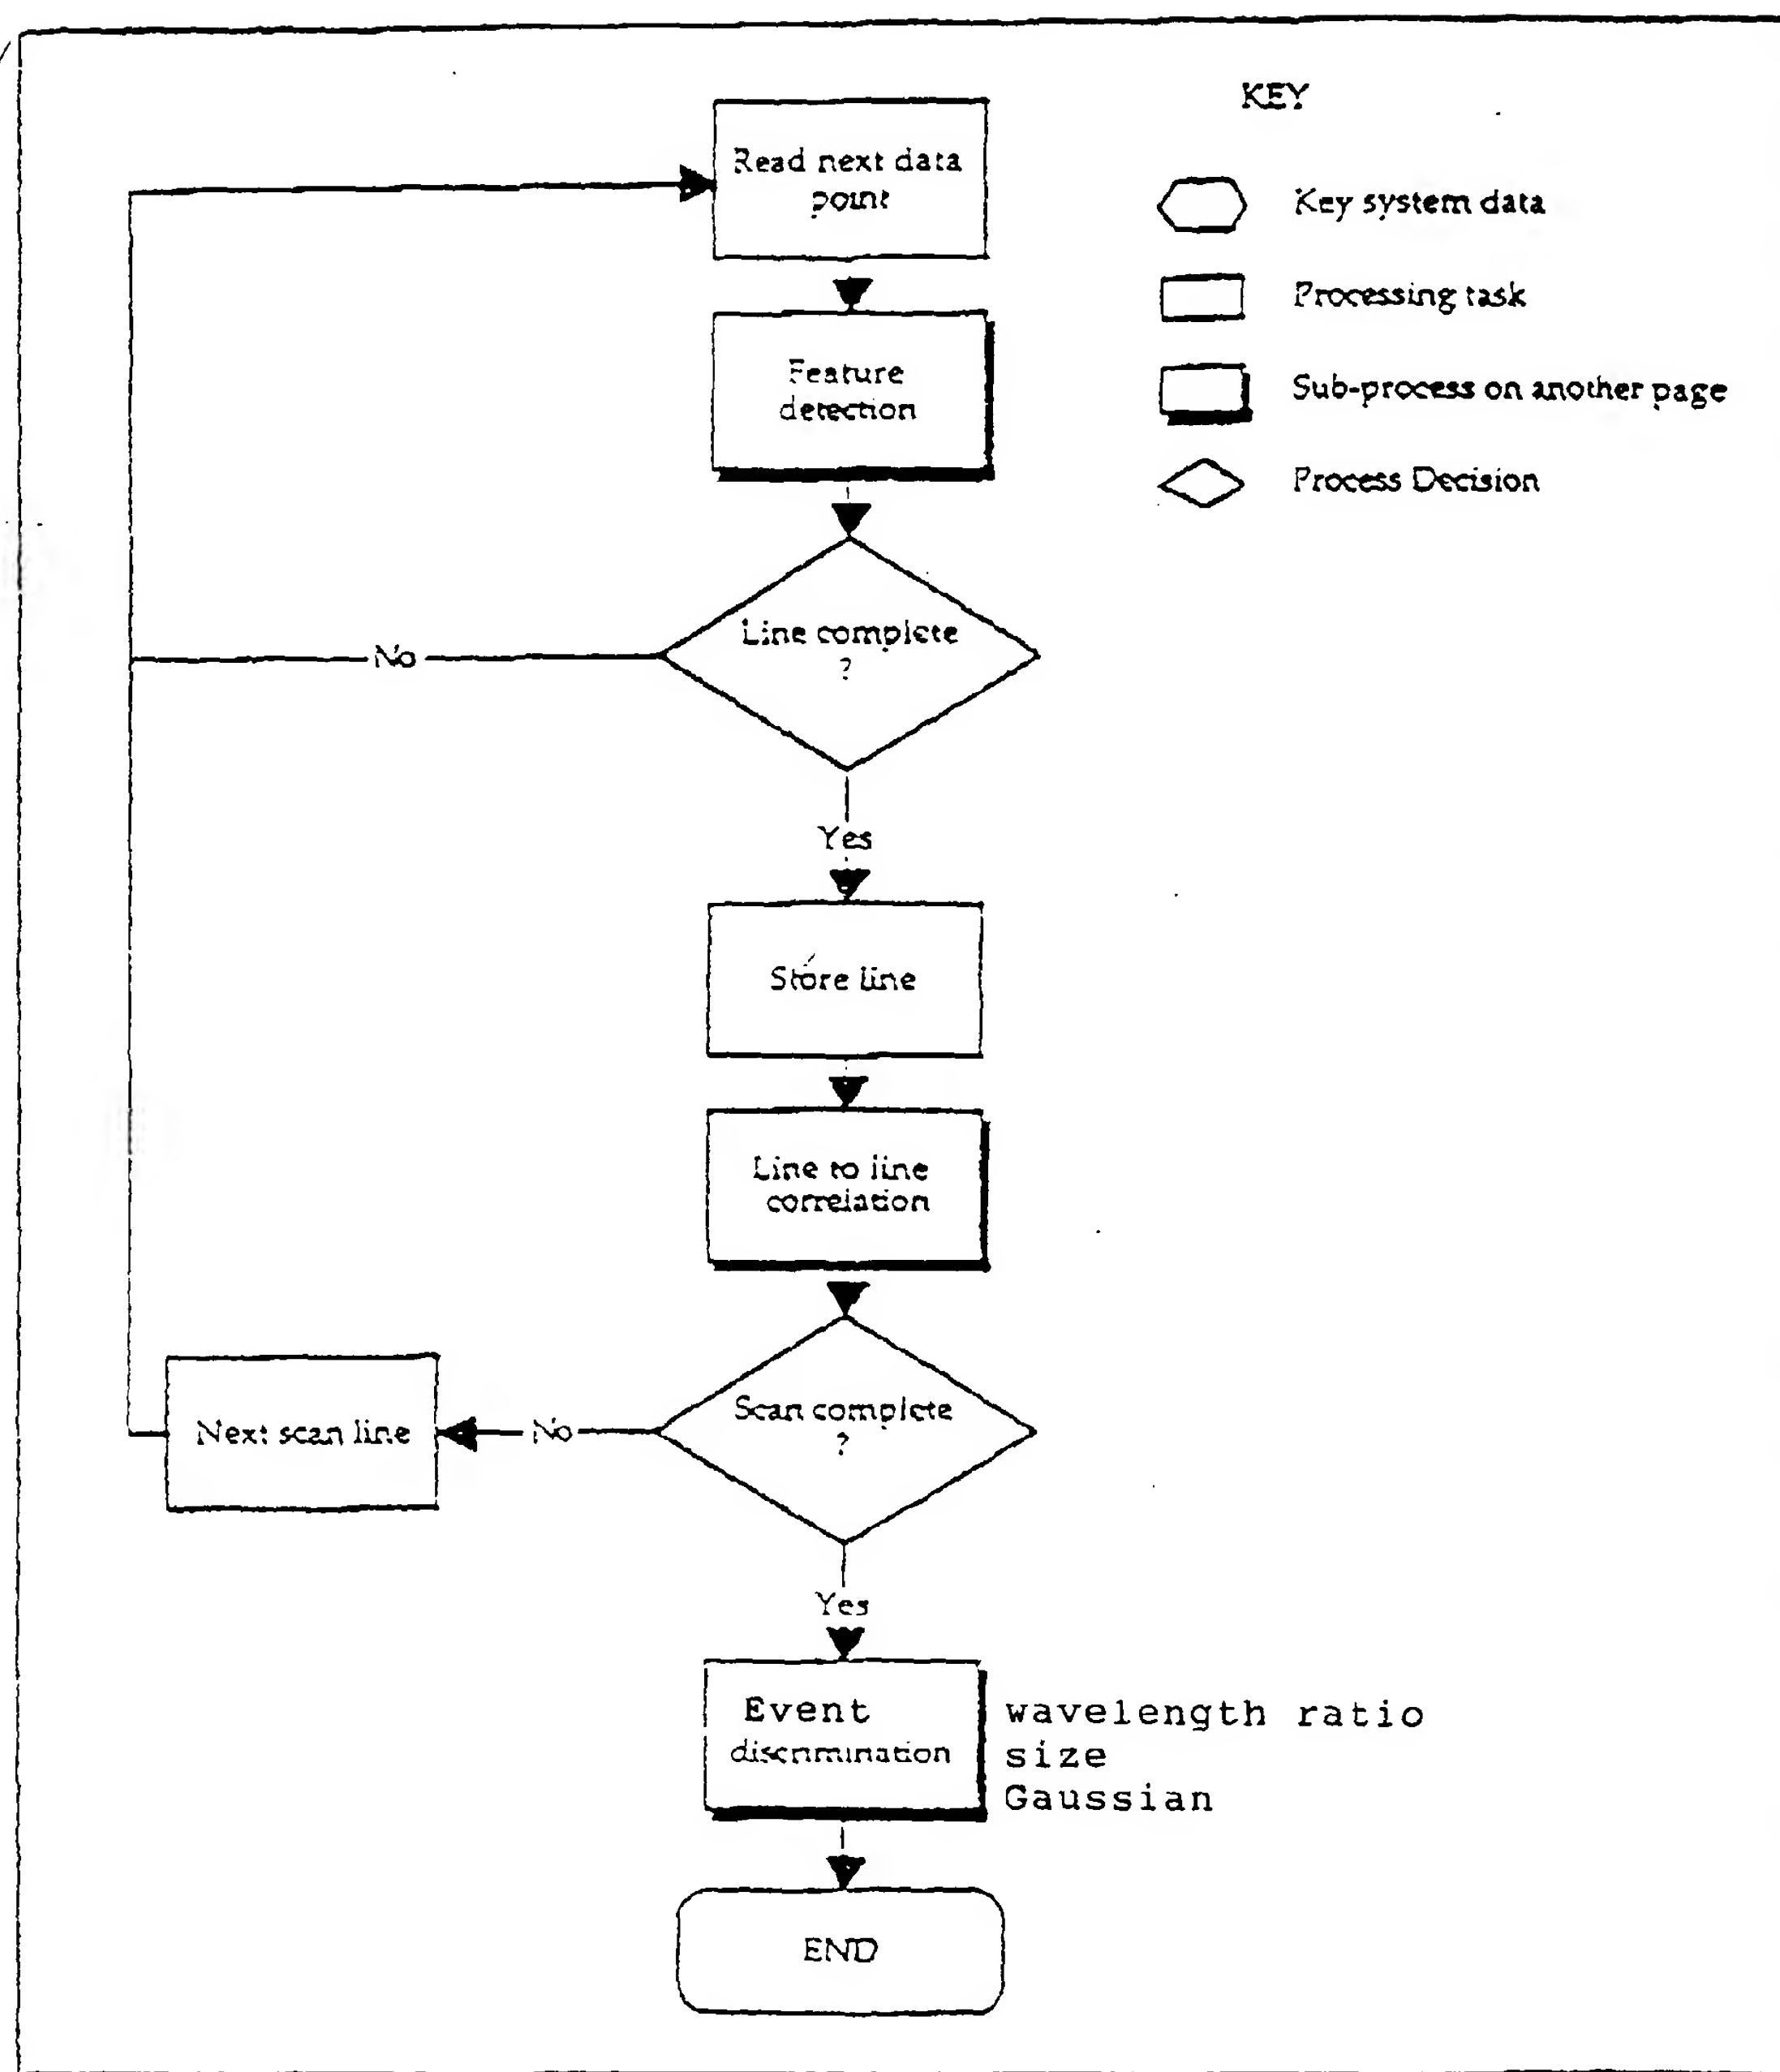 Read next data
point
KEY
Key system data
Processing task
Sub-process on another page
Process Decision
Feature
detection
Line complete
?
No
Yes
Store line
Line to line
correlation
Scan complete
?
No
Next scan line
Yes
Event
discrimination
wavelength ratio
size
Gaussian
END